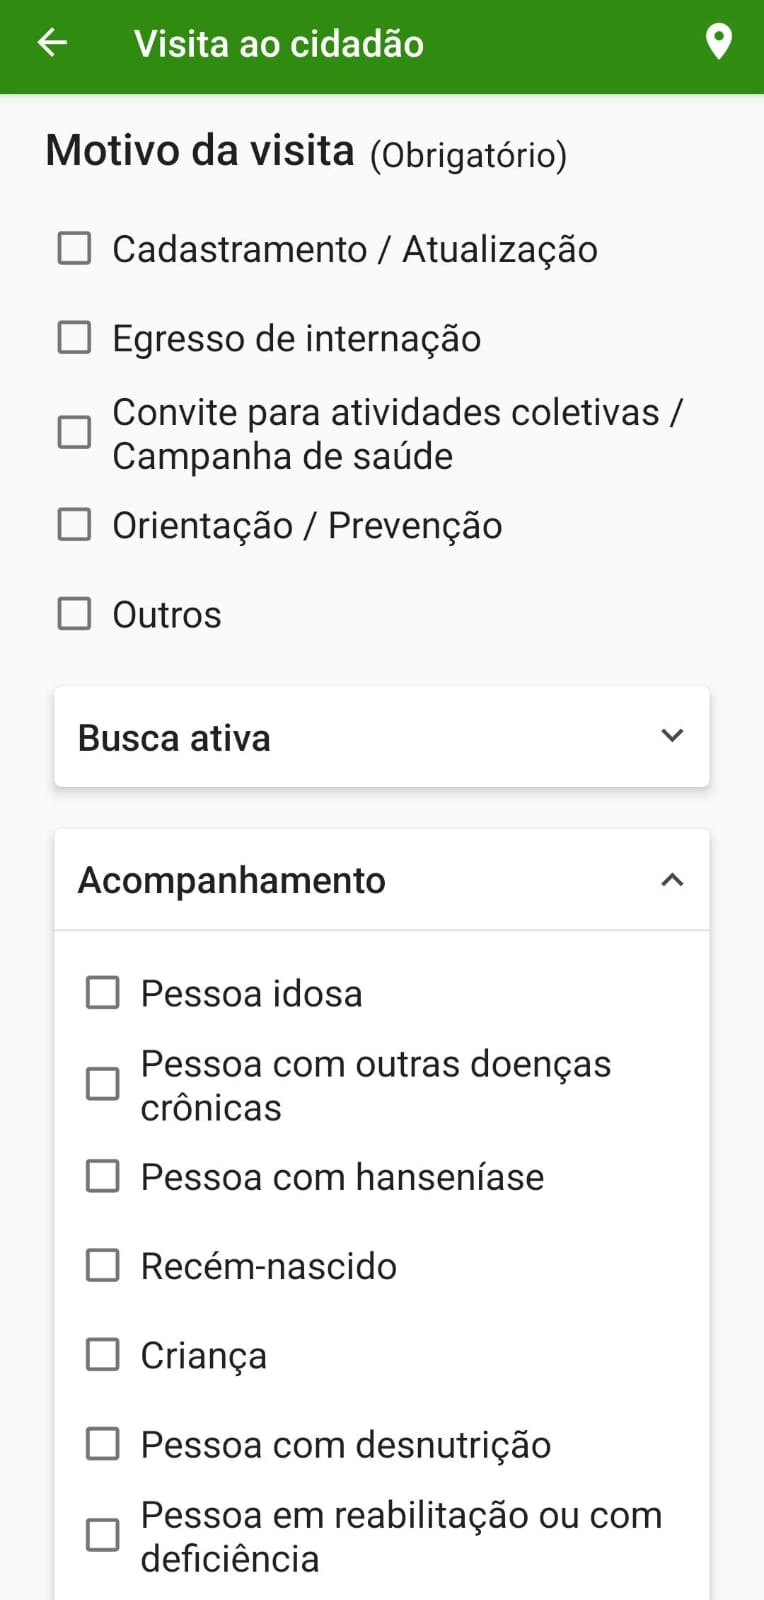 Visita ao cidadão
Motivo da visita (Obrigatório)
Cadastramento / Atualização
Egresso de internação
Convite para atividades coletivas /
Campanha de saúde
Orientação / Prevenção
Outros
Busca ativa
Acompanhamento
Pessoa idosa
Pessoa com outras doenças
crônicas
Pessoa com hanseníase
Recém-nascido
Criança
Pessoa com desnutrição
Pessoa em reabilitação ou com
deficiência